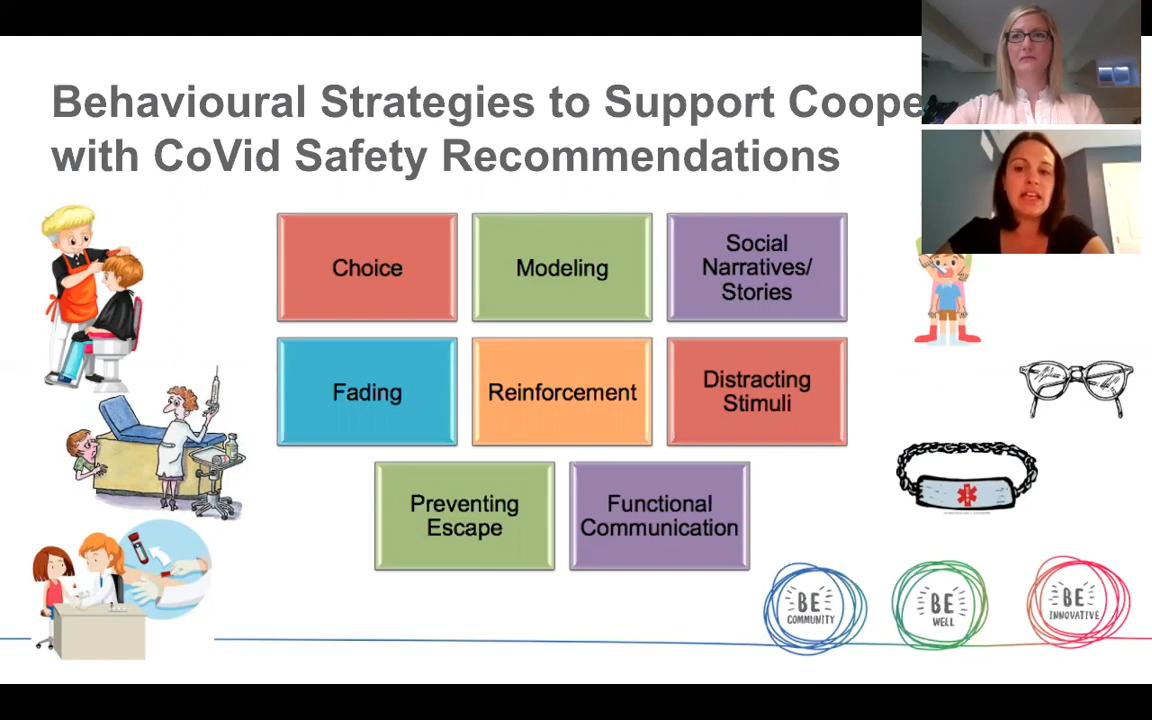 Behavioural Strategies to Support Coope
with CoVid Safety Recommendations
Choice
Modeling
Social
Narratives/
Stories
Fading
Reinforcement
Distracting
Stimuli
Preventing
Escape
Functional
Communication
BE
COMMUNITY
BE
WELL
BE
INNOVATIVE